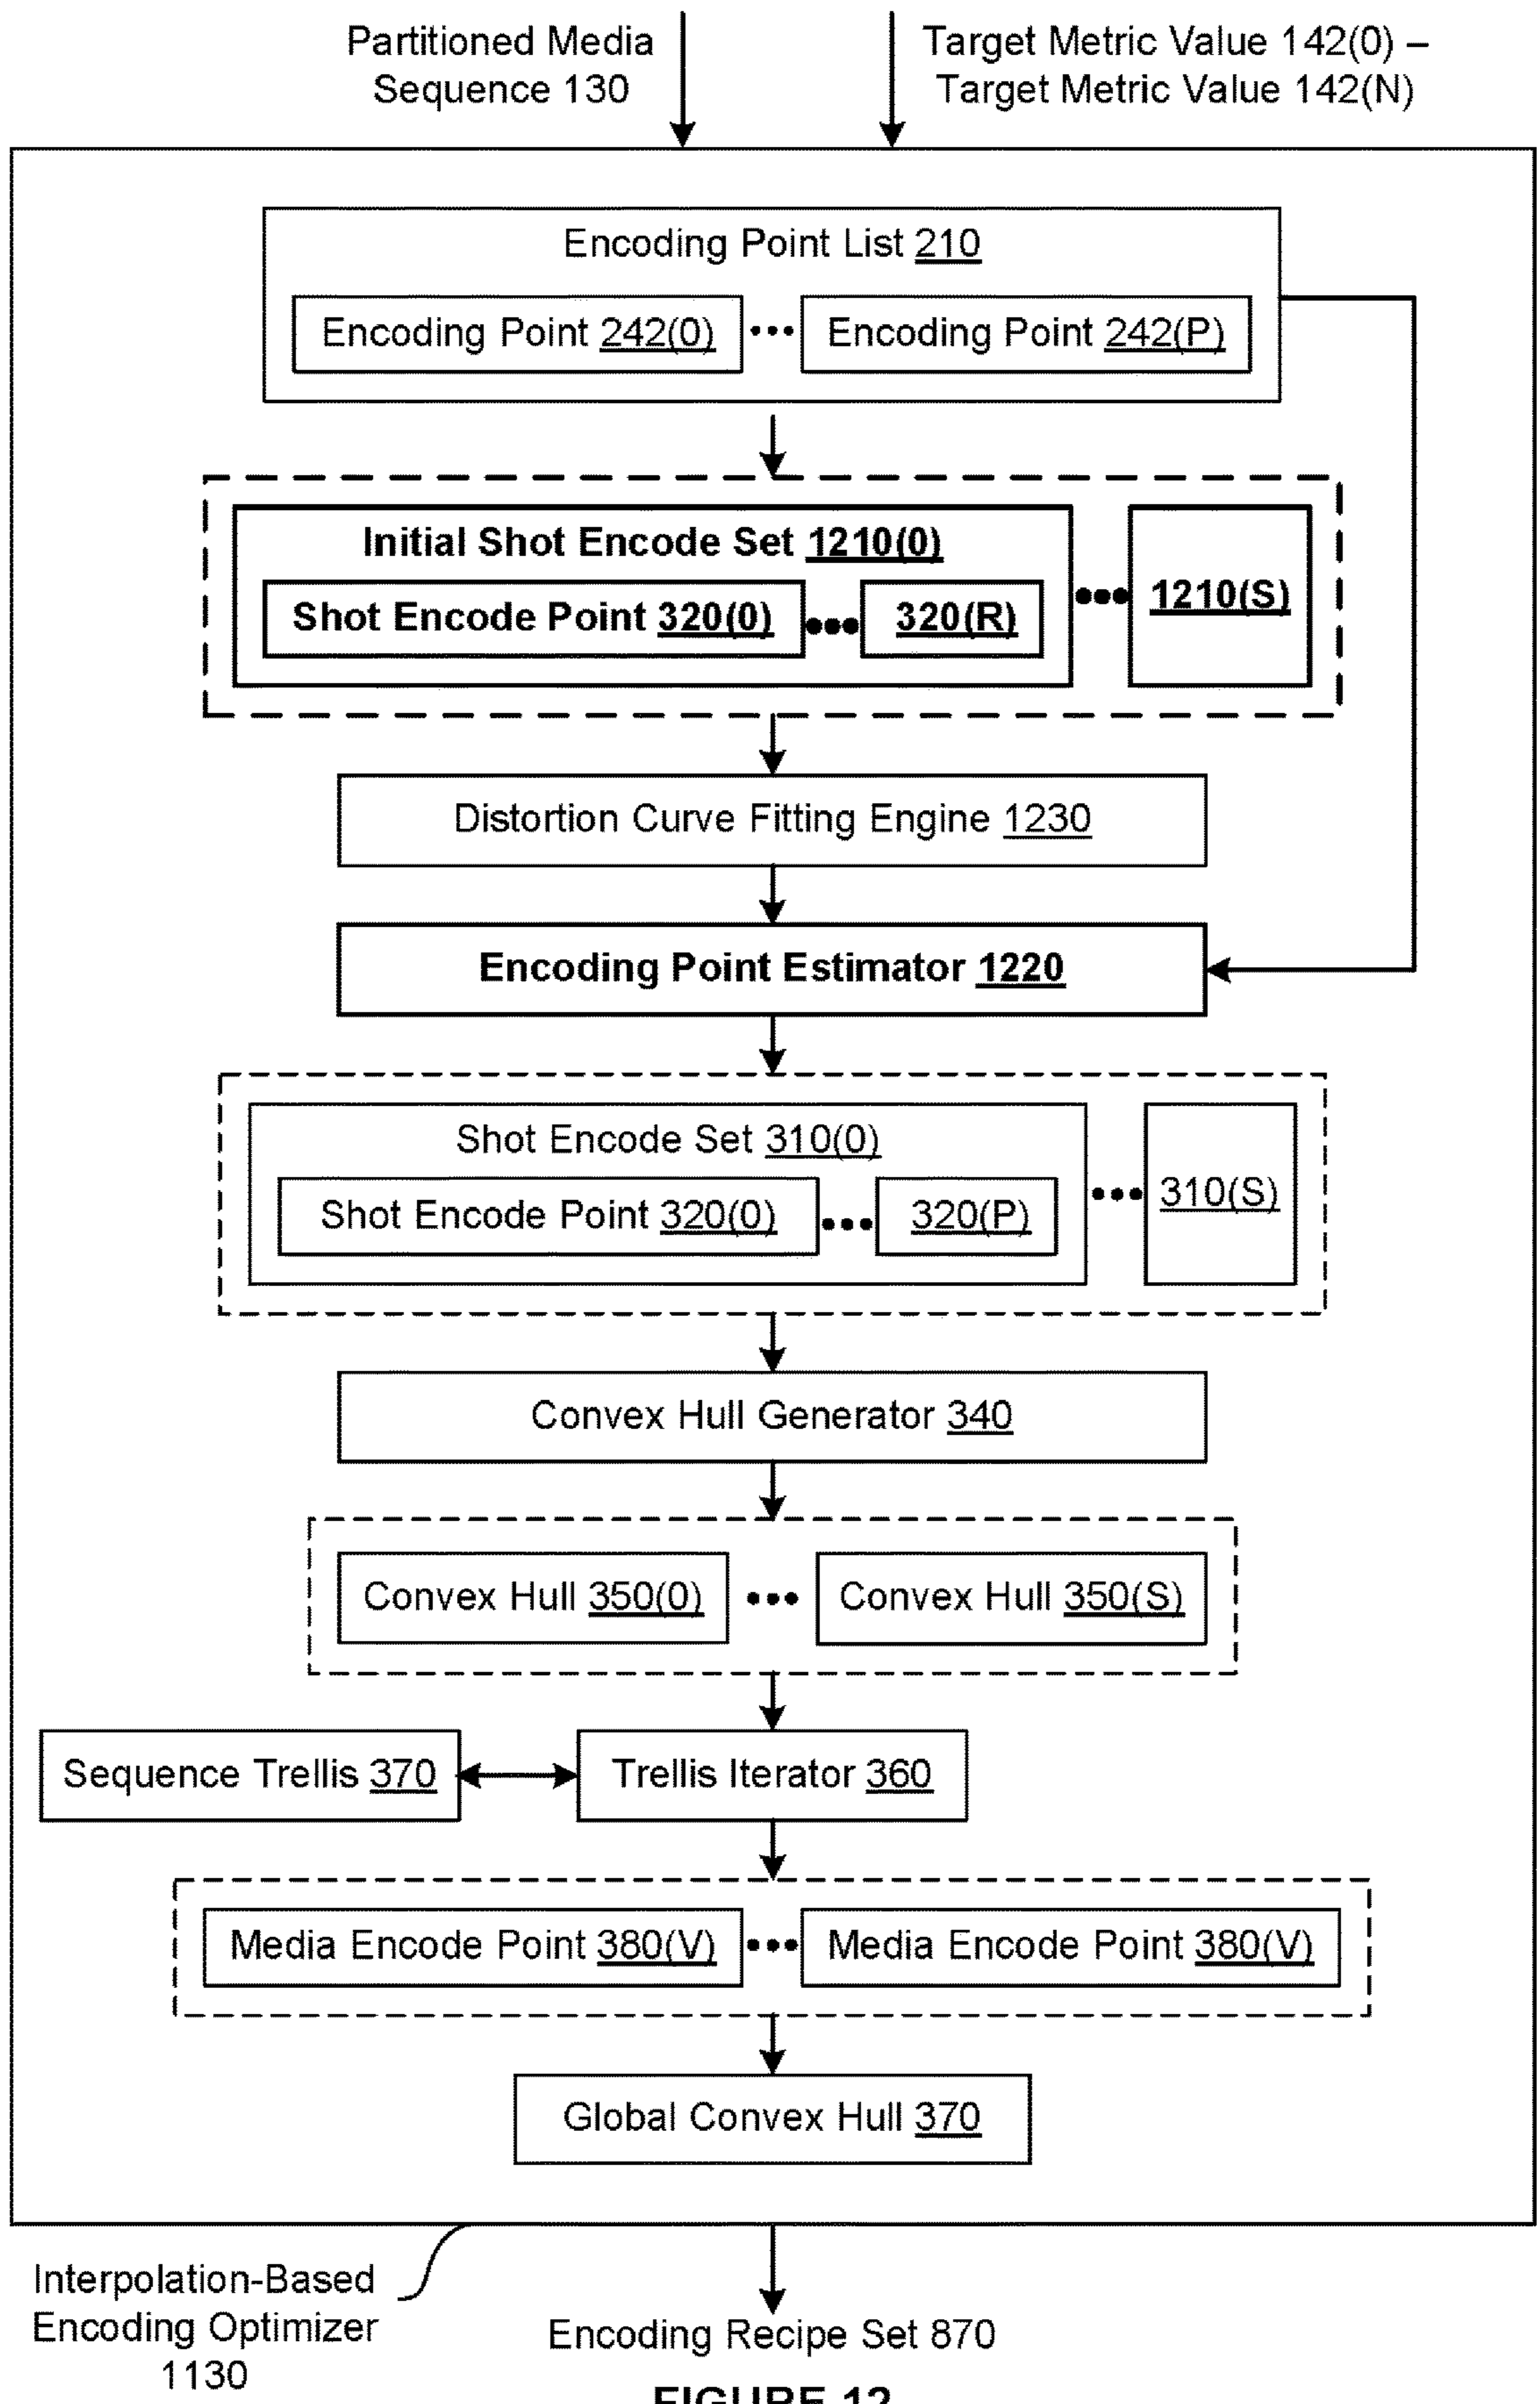 Partitioned Media
Sequence 130
Target Metric Value 142(0) –
Target Metric Value 142(N)
Encoding Point List 210
Encoding Point 242(0) ••• Encoding Point 242(P)
Initial Shot Encode Set 1210(0)
Shot Encode Point 320(0) ••• 320(R)
••• 1210(S)
Distortion Curve Fitting Engine 1230
Encoding Point Estimator 1220
Shot Encode Set 310(0)
Shot Encode Point 320(0) ••• 320(P)
••• 310(S)
Convex Hull Generator 340
Convex Hull 350(0) ••• Convex Hull 350(S)
Sequence Trellis 370
Trellis Iterator 360
Media Encode Point 380(V) ••• Media Encode Point 380(V)
Global Convex Hull 370
Interpolation-Based
Encoding Optimizer
1130
Encoding Recipe Set 870
FIGURE 12